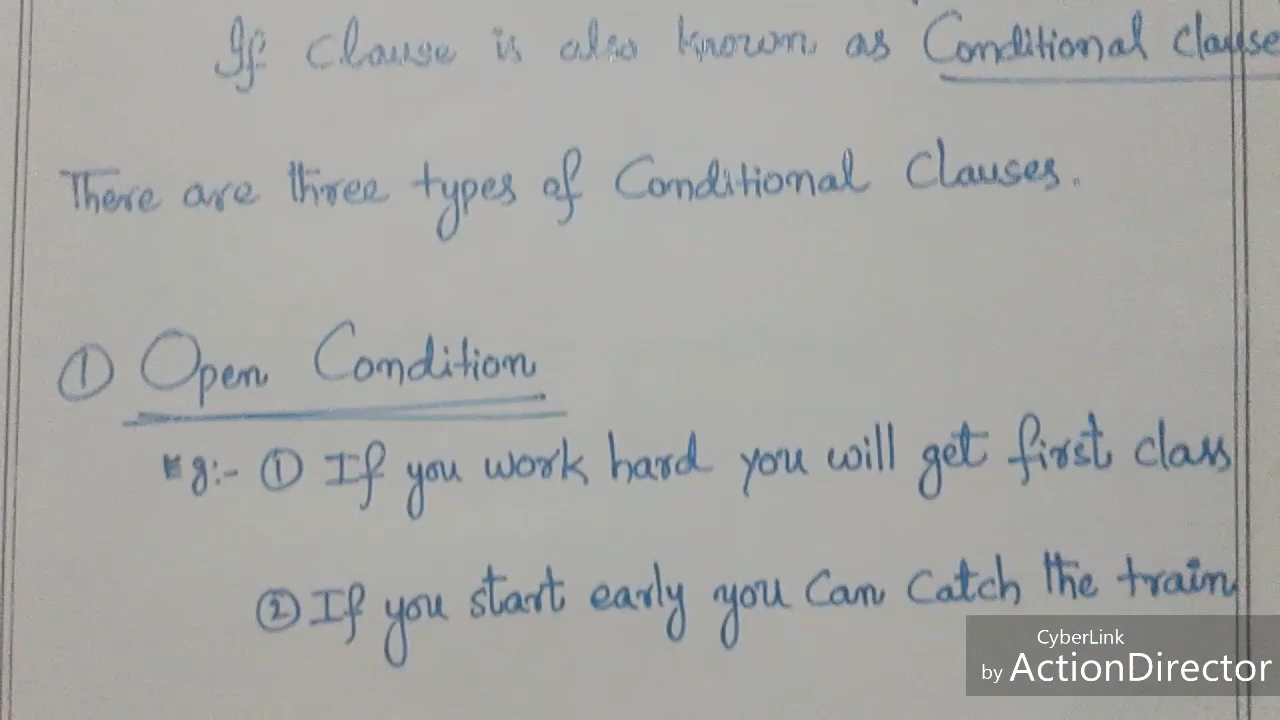 If Clause is also known as Conditional Clause
There are three types of Conditional Clauses.
① Open Condition
Eg:- ① If you work hard you will get first class
② If you start early you can catch the train
CyberLink
by ActionDirector